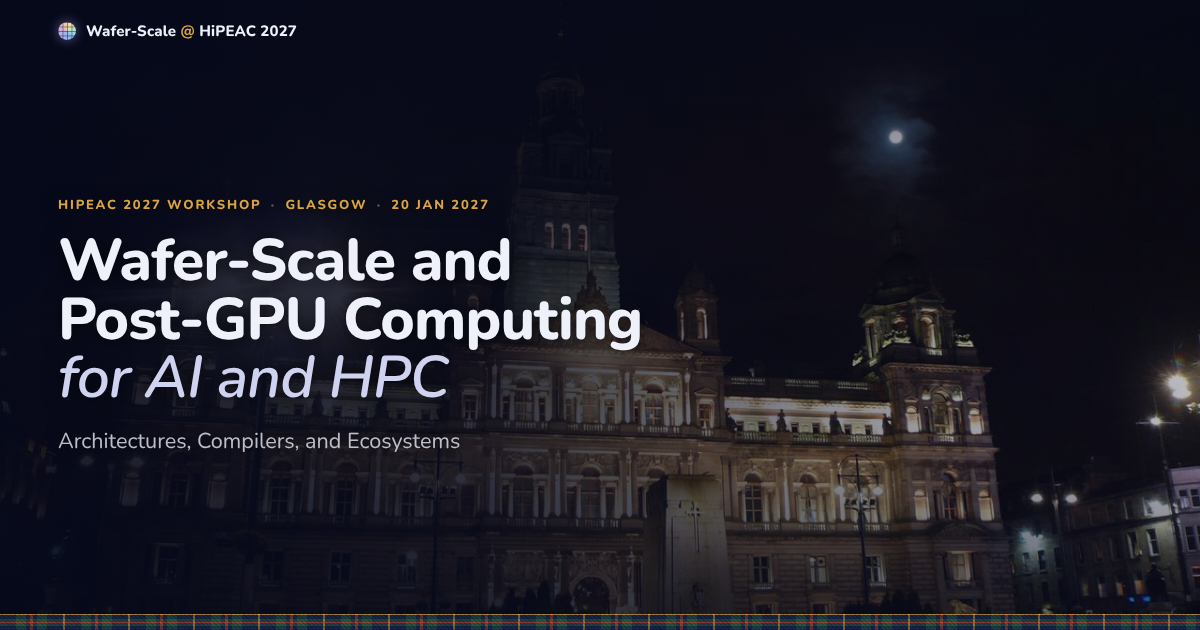 Wafer-Scale @ HiPEAC 2027
HIPEAC 2027 WORKSHOP · GLASGOW · 20 JAN 2027
Wafer-Scale and
Post-GPU Computing
for AI and HPC
Architectures, Compilers, and Ecosystems